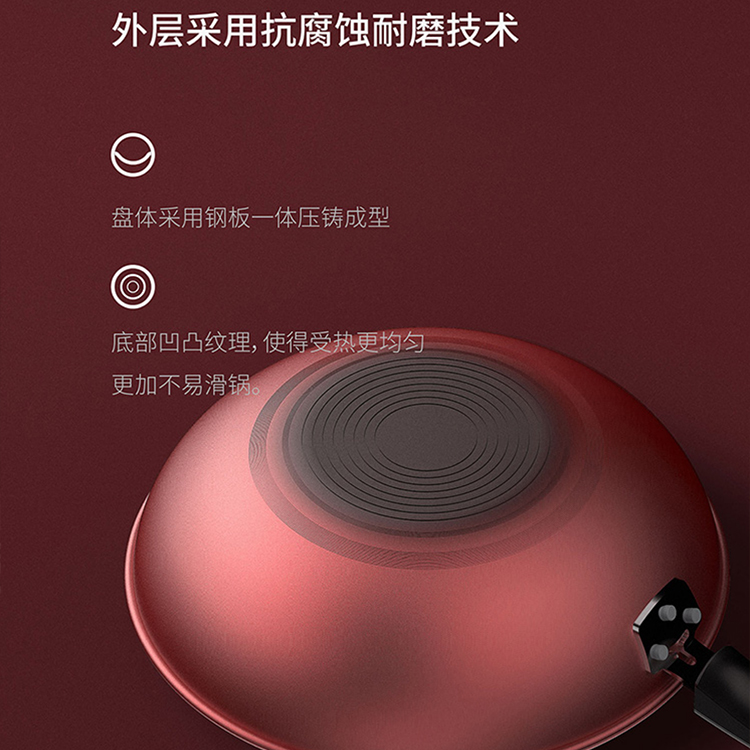 外层采用抗腐蚀耐磨技术
盘体采用钢板一体压铸成型
底部凹凸纹理，使得受热更均匀
更加不易滑锅。